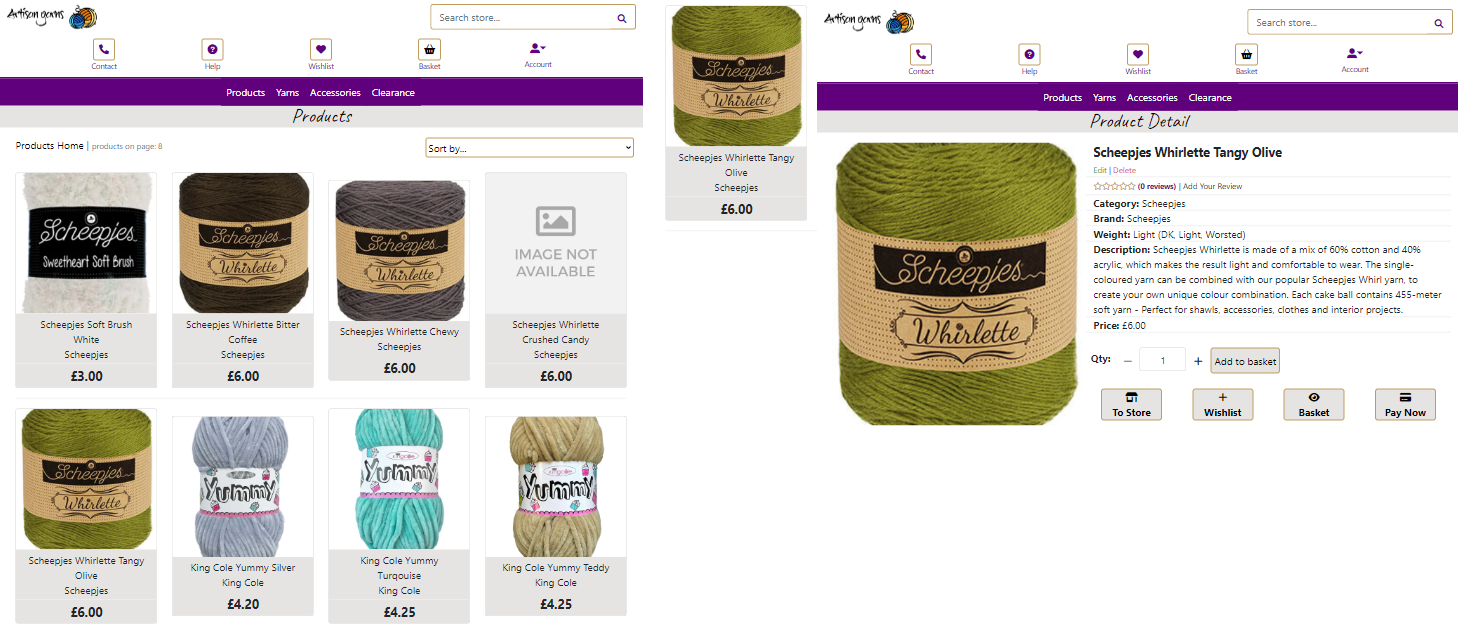 Artisan yarns
Search store...
Contact
Help
Wishlist
Basket
Account
Products Yarns Accessories Clearance
Products
Products Home | products on page: 8
Sort by...
Scheepjes
Sweetheart Soft Brush
Scheepjes Soft Brush
White
Scheepjes
£3.00
Scheepjes
Whirlette
Scheepjes Whirlette Bitter
Coffee
Scheepjes
£6.00
Scheepjes
Whirlette
Scheepjes Whirlette Chewy
Scheepjes
£6.00
IMAGE NOT
AVAILABLE
Scheepjes Whirlette
Crushed Candy
Scheepjes
£6.00
Scheepjes
Whirlette
Scheepjes Whirlette Tangy
Olive
Scheepjes
£6.00
Yummy
King Cole Yummy Silver
King Cole
£4.20
Yummy
King Cole Yummy
Turqouise
King Cole
£4.25
Yummy
King Cole Yummy Teddy
King Cole
£4.25
Scheepjes
Whirlette
Scheepjes Whirlette Tangy
Olive
Scheepjes
£6.00
Artisan yarns
Search store...
Contact
Help
Wishlist
Basket
Account
Products Yarns Accessories Clearance
Product Detail
Scheepjes
Whirlette
Scheepjes Whirlette Tangy Olive
Edit | Delete
(0 reviews) | Add Your Review
Category: Scheepjes
Brand: Scheepjes
Weight: Light (DK, Light, Worsted)
Description: Scheepjes Whirlette is made of a mix of 60% cotton and 40%
acrylic, which makes the result light and comfortable to wear. The single-
coloured yarn can be combined with our popular Scheepjes Whirl yarn, to
create your own unique colour combination. Each cake ball contains 455-meter
soft yarn - Perfect for shawls, accessories, clothes and interior projects.
Price: £6.00
Qty: − 1 + Add to basket
To Store
Wishlist
Basket
Pay Now